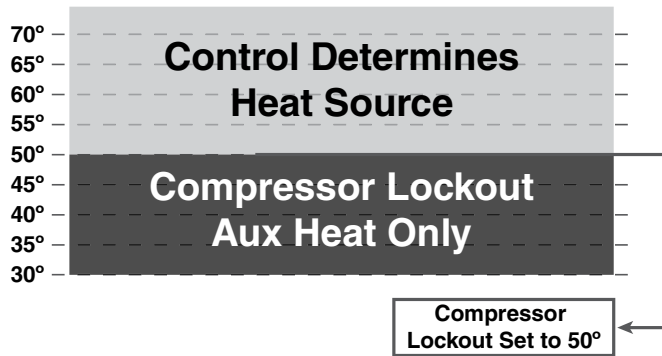 70º
65º
60º
55º
50º
45º
40º
35º
30º
Control Determines
Heat Source
Compressor Lockout
Aux Heat Only
Compressor
Lockout Set to 50º